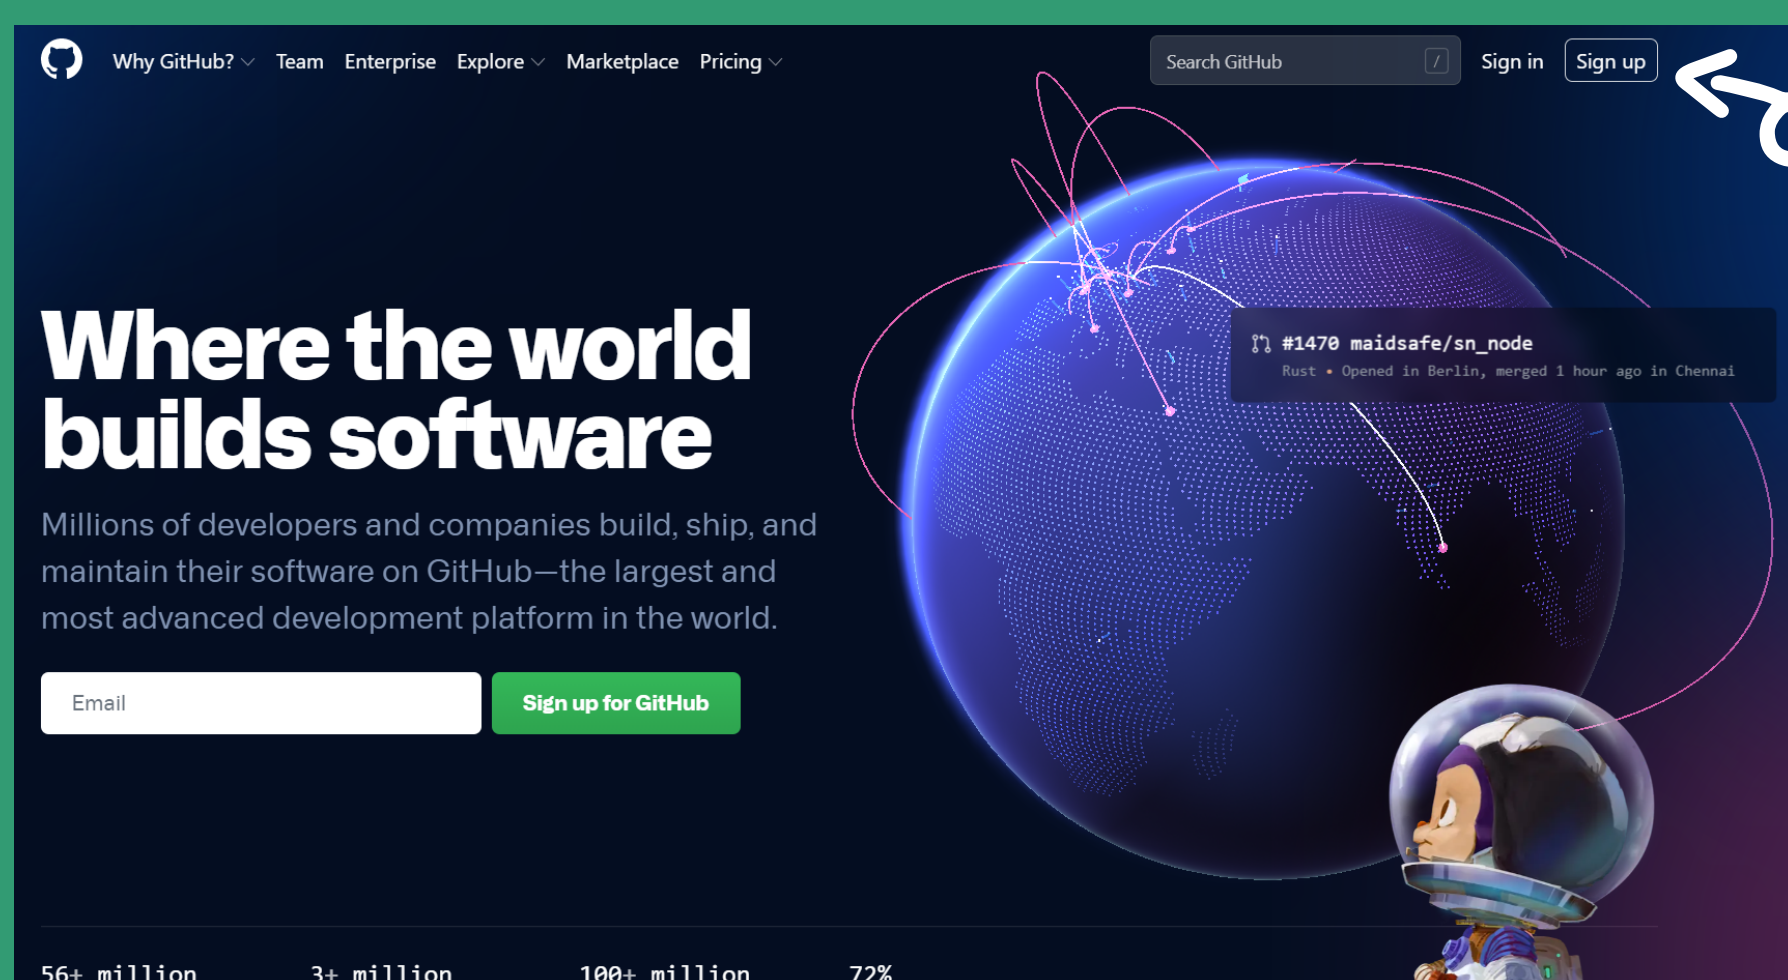 Why GitHub? Team Enterprise Explore Marketplace Pricing Search GitHub / Sign in Sign up
Where the world
builds software
Millions of developers and companies build, ship, and
maintain their software on GitHub—the largest and
most advanced development platform in the world.
Email Sign up for GitHub
#1470 maidsafe/sn_node
Rust • Opened in Berlin, merged 1 hour ago in Chennai
56+ million 3+ million 100+ million 72%